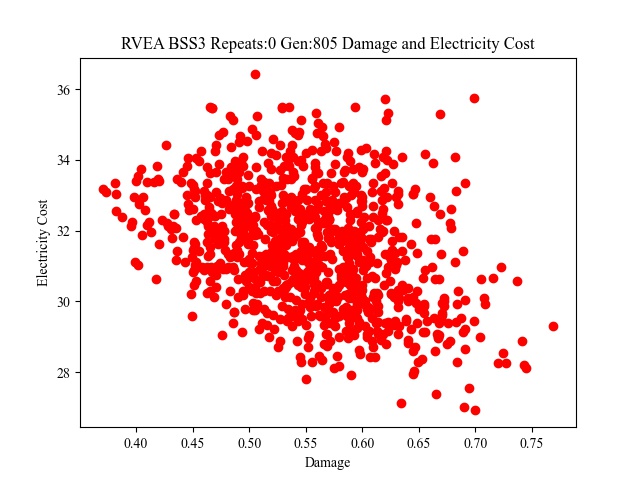 RVEA BSS3 Repeats:0 Gen:805 Damage and Electricity Cost
36
34
32
30
28
Electricity Cost
0.40 0.45 0.50 0.55 0.60 0.65 0.70 0.75
Damage